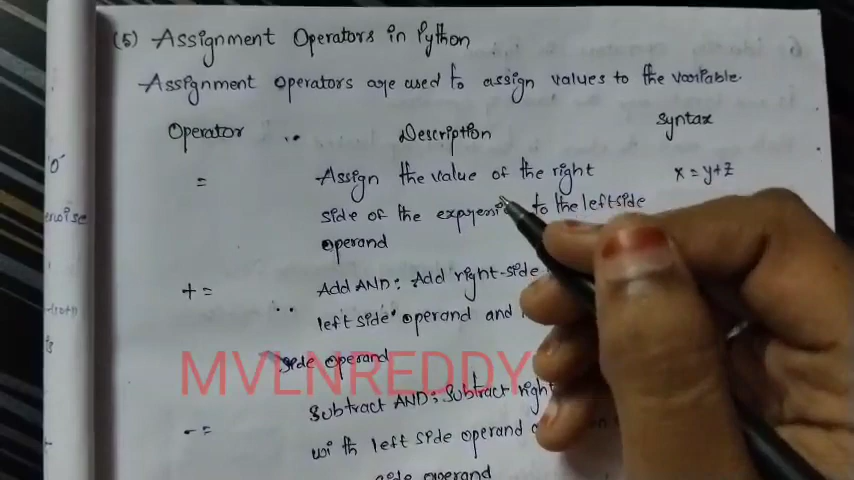 (5) Assignment Operators in Python
Assignment operators are used to assign values to the variable.
Operator .. Description Syntax
= Assign the value of the right x = y+z
side of the to the leftside
operand
+= .. Add AND: Add right-side
left side operand and
side operand
MVLNREDDY
-= Subtract AND: Subtract right
with left side operand
side operand